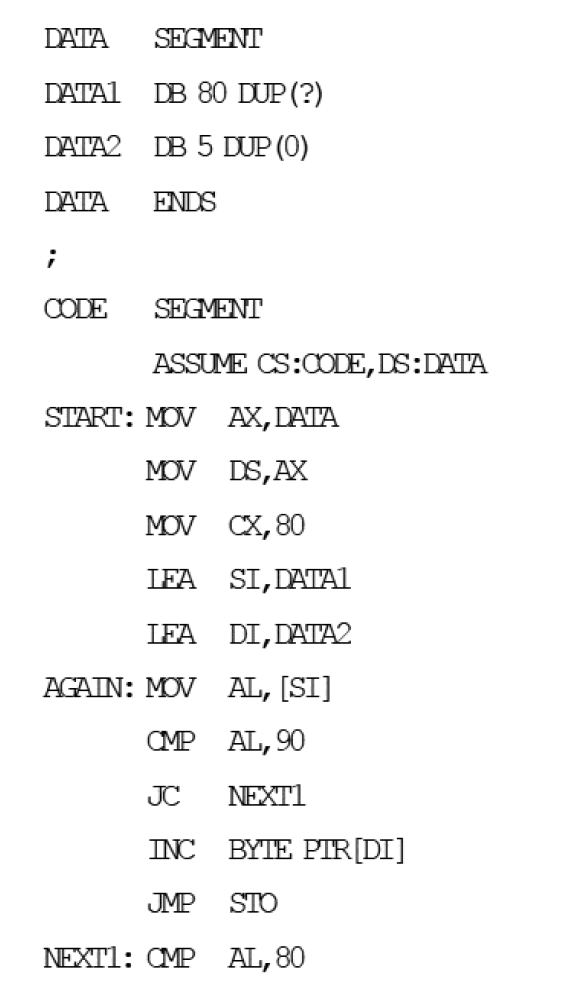 DATA SEGMENT
DATA1 DB 80 DUP(?)
DATA2 DB 5 DUP(0)
DATA ENDS
;
CODE SEGMENT
ASSUME CS:CODE,DS:DATA
START: MOV AX,DATA
MOV DS,AX
MOV CX,80
LEA SI,DATA1
LEA DI,DATA2
AGAIN: MOV AL,[SI]
CMP AL,90
JC NEXT1
INC BYTE PTR[DI]
JMP STO
NEXT1: CMP AL,80